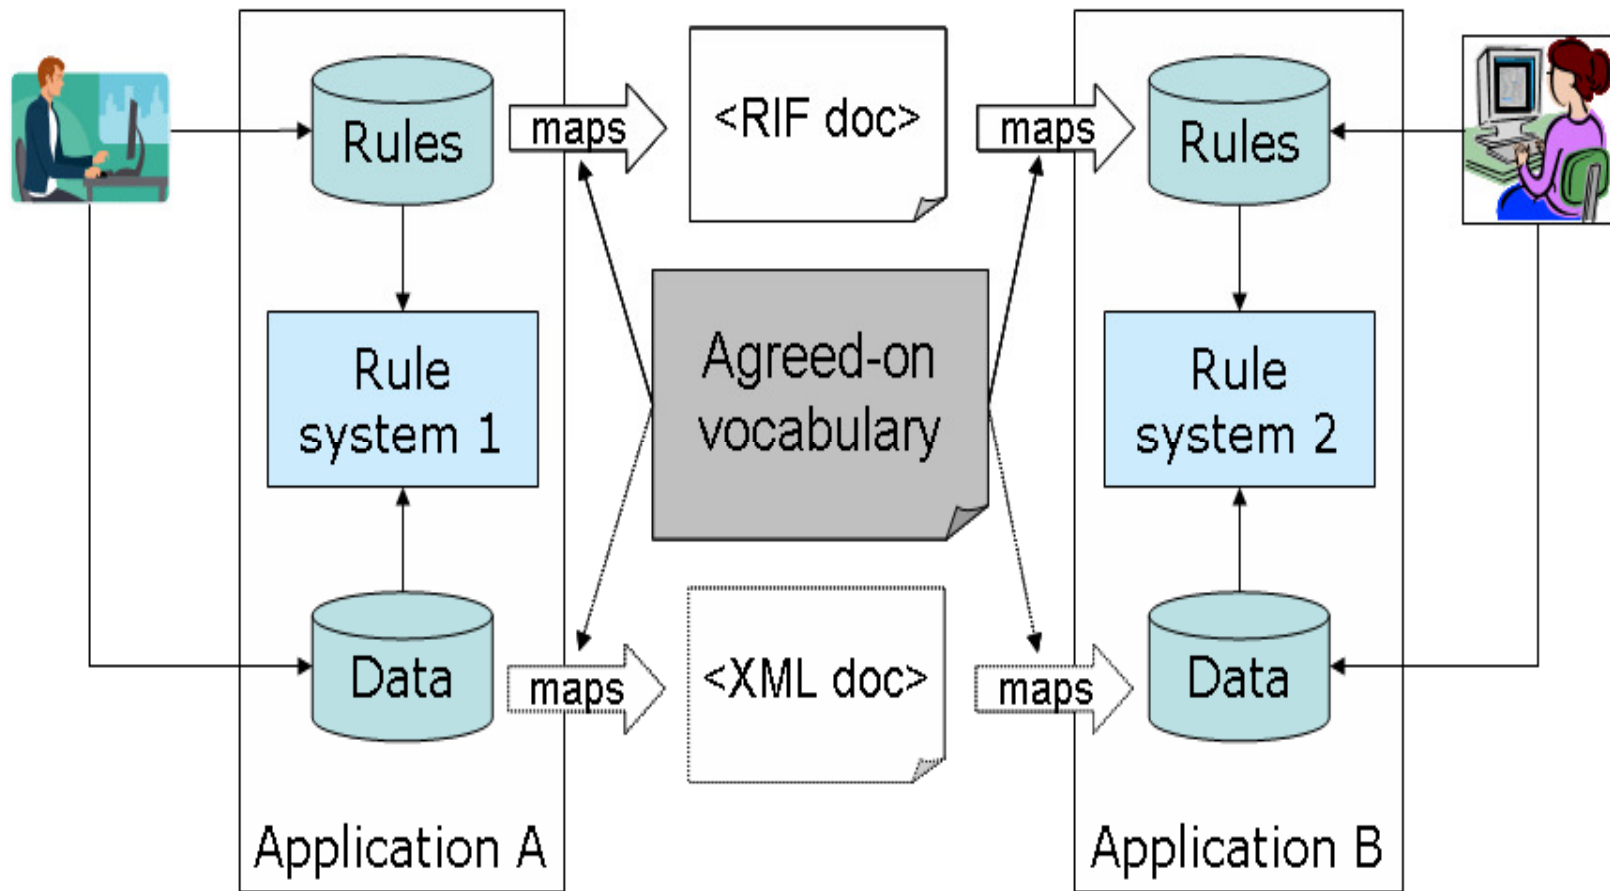 Rules
maps
<RIF doc>
maps
Rules
Rule
system 1
Agreed-on
vocabulary
Rule
system 2
Data
maps
<XML doc>
maps
Data
Application A
Application B